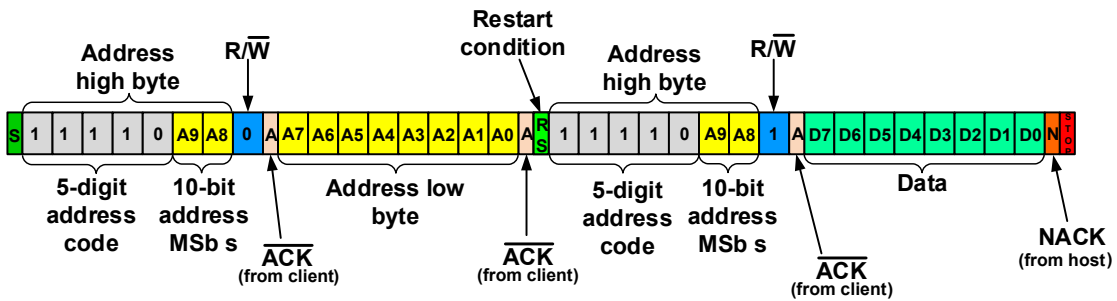 Restart
condition
Address
high byte
R/W̅
Address
high byte
R/W̅
S 1 1 1 1 0 A9 A8 0 A A7 A6 A5 A4 A3 A2 A1 A0 A RS 1 1 1 1 0 A9 A8 1 A D7 D6 D5 D4 D3 D2 D1 D0 N STOP
5-digit
address
code
10-bit
address
MSb s
A̅C̅K̅
(from client)
Address low
byte
A̅C̅K̅
(from client)
5-digit
address
code
10-bit
address
MSb s
A̅C̅K̅
(from client)
Data
NACK
(from host)